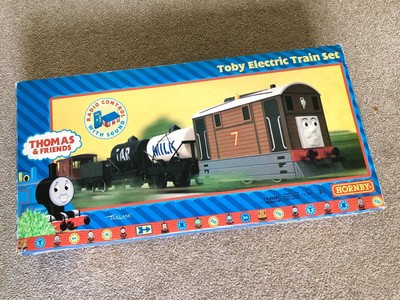 Toby Electric Train Set
RADIO CONTROL
WITH SOUND
THOMAS
& FRIENDS
TAR
MILK
7
HORNBY